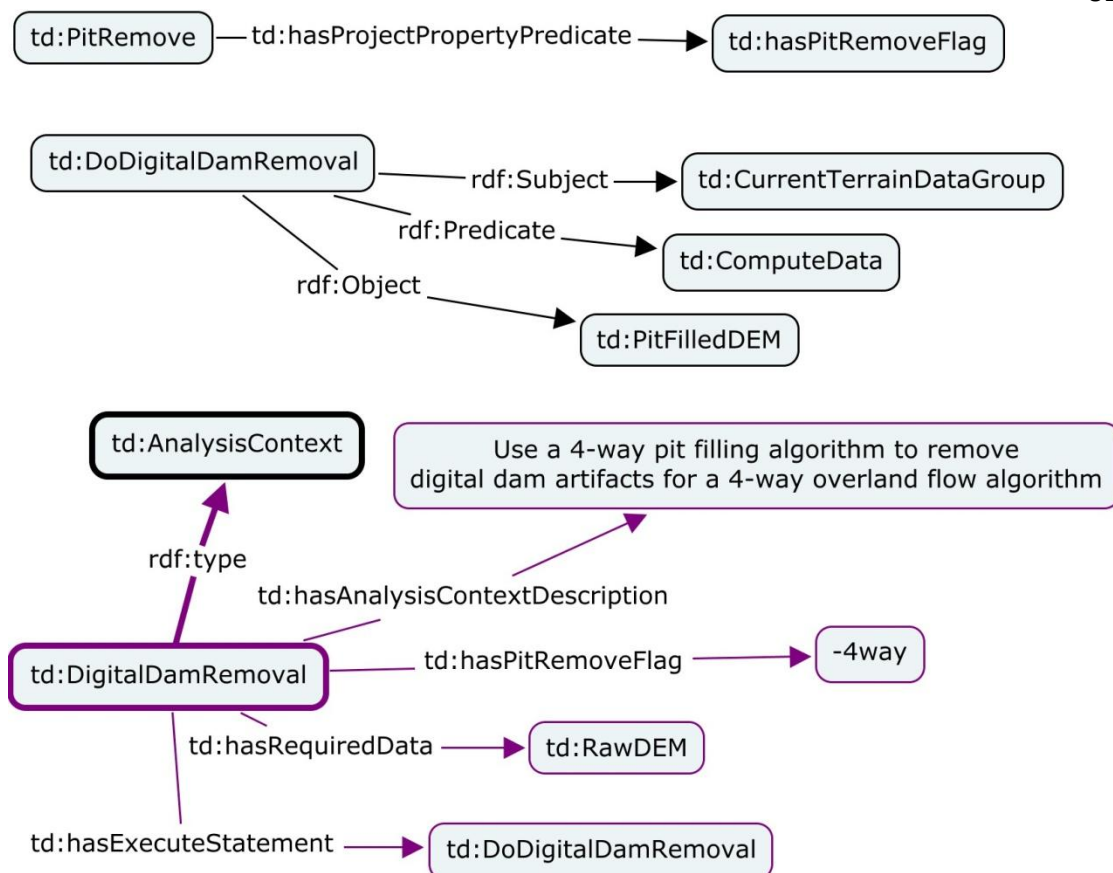 td:PitRemove
td:hasProjectPropertyPredicate
td:hasPitRemoveFlag
td:DoDigitalDamRemoval
rdf:Subject
td:CurrentTerrainDataGroup
rdf:Predicate
td:ComputeData
rdf:Object
td:PitFilledDEM
td:AnalysisContext
Use a 4-way pit filling algorithm to remove
digital dam artifacts for a 4-way overland flow algorithm
rdf:type
td:hasAnalysisContextDescription
td:DigitalDamRemoval
td:hasPitRemoveFlag
-4way
td:hasRequiredData
td:RawDEM
td:hasExecuteStatement
td:DoDigitalDamRemoval